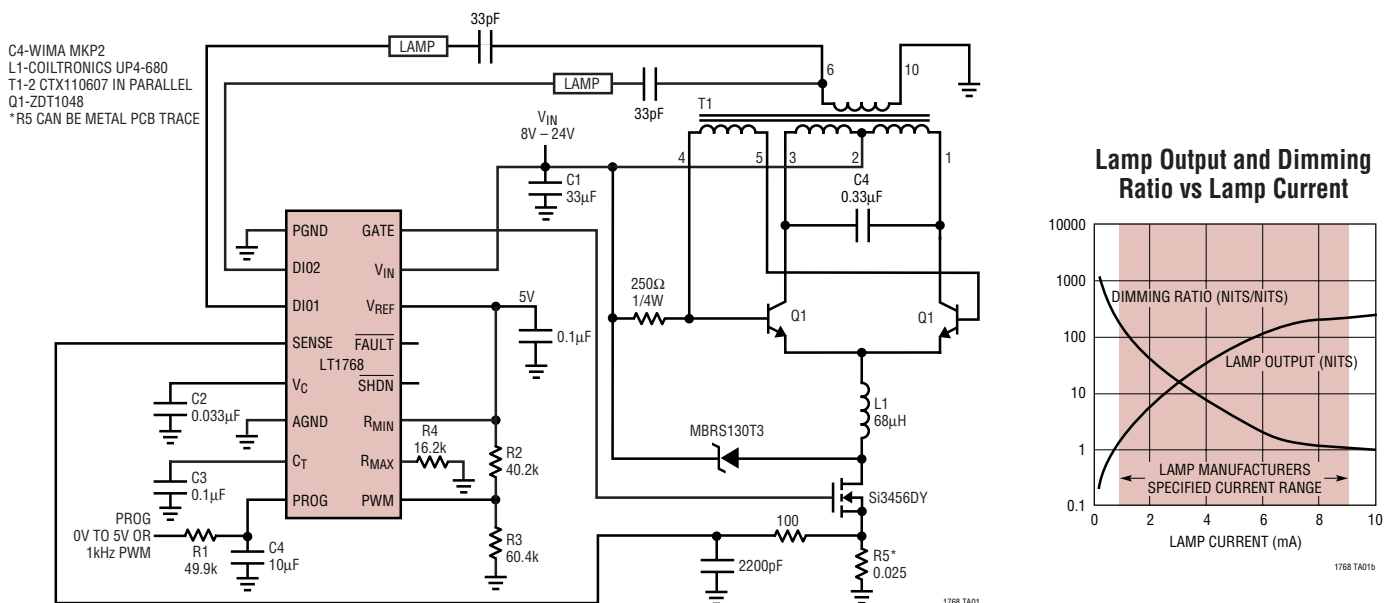 C4-WIMA MKP2
L1-COILTRONICS UP4-680
T1-2 CTX110607 IN PARALLEL
Q1-ZDT1048
*R5 CAN BE METAL PCB TRACE
33pF
LAMP
LAMP
33pF
6
10
T1
VIN
8V – 24V
4
5
3
2
1
C1
33µF
C4
0.33µF
PGND
DI02
DI01
SENSE
VC
AGND
CT
PROG
GATE
VIN
VREF
FAULT
LT1768
SHDN
RMIN
RMAX
PWM
5V
0.1µF
250Ω
1/4W
Q1
Q1
C2
0.033µF
C3
0.1µF
R4
16.2k
R2
40.2k
L1
68µH
MBRS130T3
Si3456DY
PROG
0V TO 5V OR
1kHz PWM
R1
49.9k
C4
10µF
R3
60.4k
100
2200pF
R5*
0.025
1768 TA01
Lamp Output and Dimming
Ratio vs Lamp Current
10000
1000
100
10
1
0.1
DIMMING RATIO (NITS/NITS)
LAMP OUTPUT (NITS)
LAMP MANUFACTURERS
SPECIFIED CURRENT RANGE
0
2
4
6
8
10
LAMP CURRENT (mA)
1768 TA01b